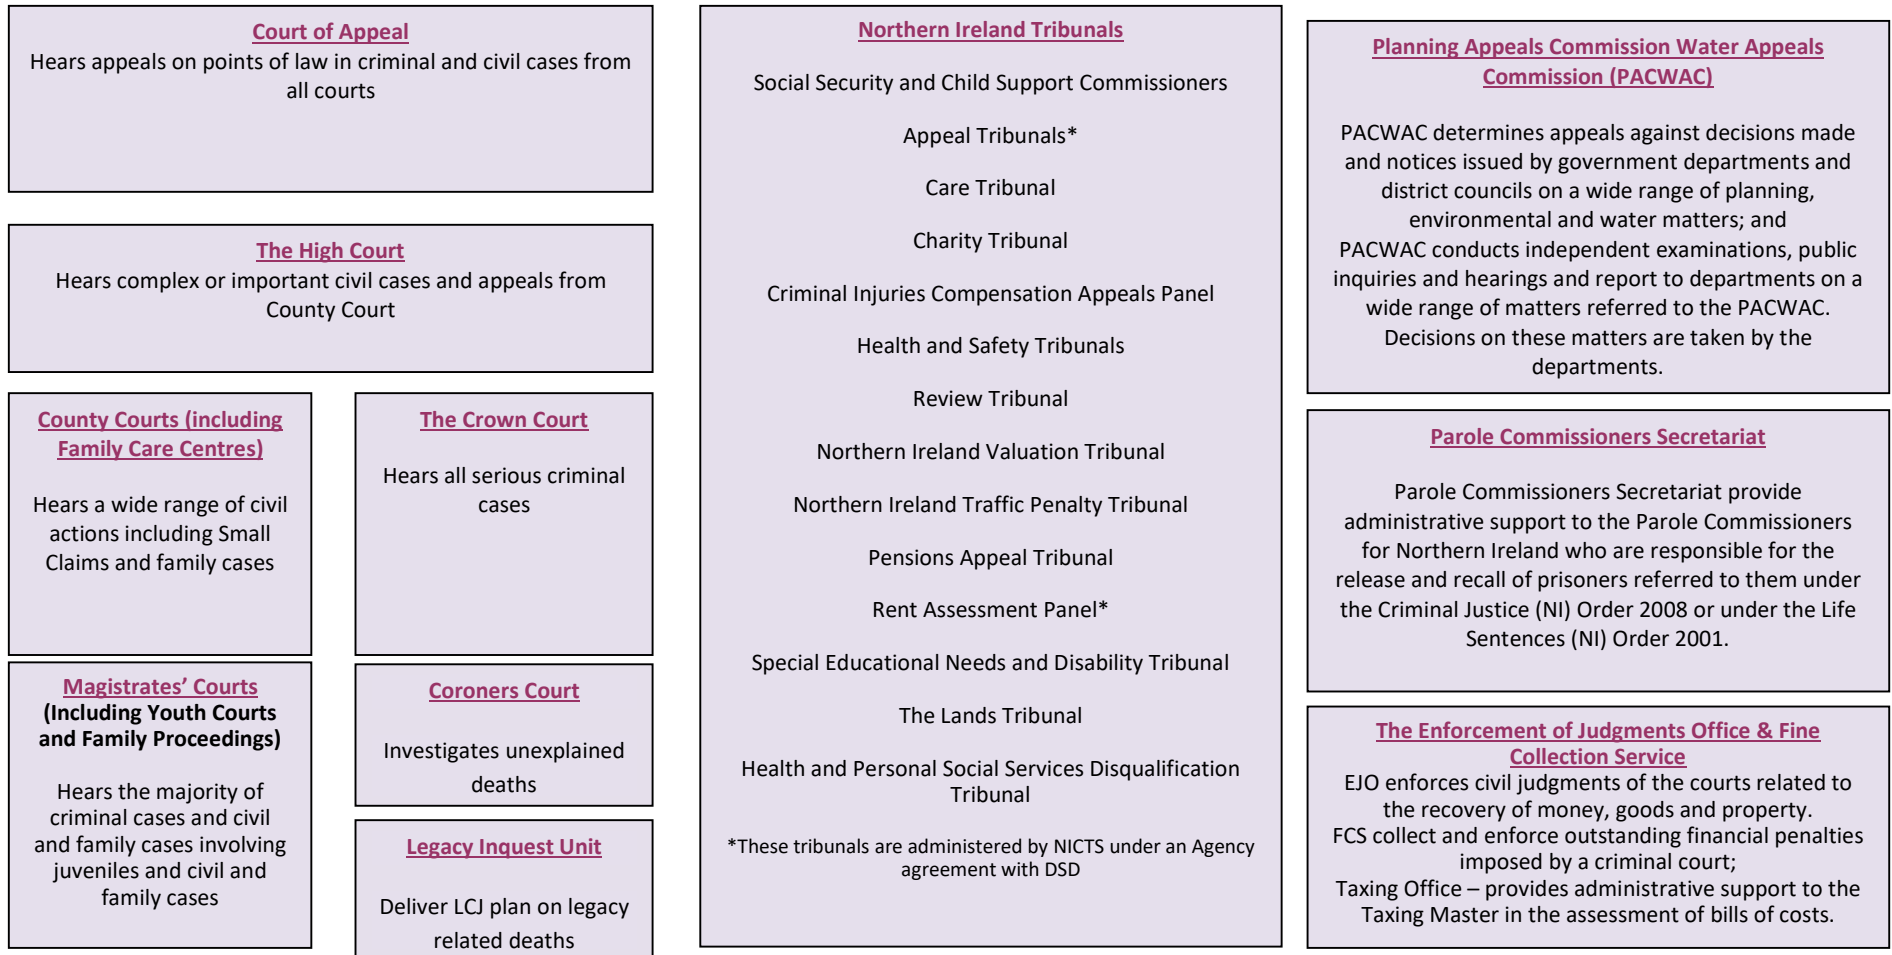 Court of Appeal
Hears appeals on points of law in criminal and civil cases from
all courts
The High Court
Hears complex or important civil cases and appeals from
County Court
County Courts (including
Family Care Centres)
Hears a wide range of civil
actions including Small
Claims and family cases
The Crown Court
Hears all serious criminal
cases
Magistrates’ Courts
(Including Youth Courts
and Family Proceedings)
Hears the majority of
criminal cases and civil
and family cases involving
juveniles and civil and
family cases
Coroners Court
Investigates unexplained
deaths
Legacy Inquest Unit
Deliver LCJ plan on legacy
related deaths
Northern Ireland Tribunals
Social Security and Child Support Commissioners
Appeal Tribunals*
Care Tribunal
Charity Tribunal
Criminal Injuries Compensation Appeals Panel
Health and Safety Tribunals
Review Tribunal
Northern Ireland Valuation Tribunal
Northern Ireland Traffic Penalty Tribunal
Pensions Appeal Tribunal
Rent Assessment Panel*
Special Educational Needs and Disability Tribunal
The Lands Tribunal
Health and Personal Social Services Disqualification
Tribunal
*These tribunals are administered by NICTS under an Agency
agreement with DSD
Planning Appeals Commission Water Appeals
Commission (PACWAC)
PACWAC determines appeals against decisions made
and notices issued by government departments and
district councils on a wide range of planning,
environmental and water matters; and
PACWAC conducts independent examinations, public
inquiries and hearings and report to departments on a
wide range of matters referred to the PACWAC.
Decisions on these matters are taken by the
departments.
Parole Commissioners Secretariat
Parole Commissioners Secretariat provide
administrative support to the Parole Commissioners
for Northern Ireland who are responsible for the
release and recall of prisoners referred to them under
the Criminal Justice (NI) Order 2008 or under the Life
Sentences (NI) Order 2001.
The Enforcement of Judgments Office & Fine
Collection Service
EJO enforces civil judgments of the courts related to
the recovery of money, goods and property.
FCS collect and enforce outstanding financial penalties
imposed by a criminal court;
Taxing Office – provides administrative support to the
Taxing Master in the assessment of bills of costs.